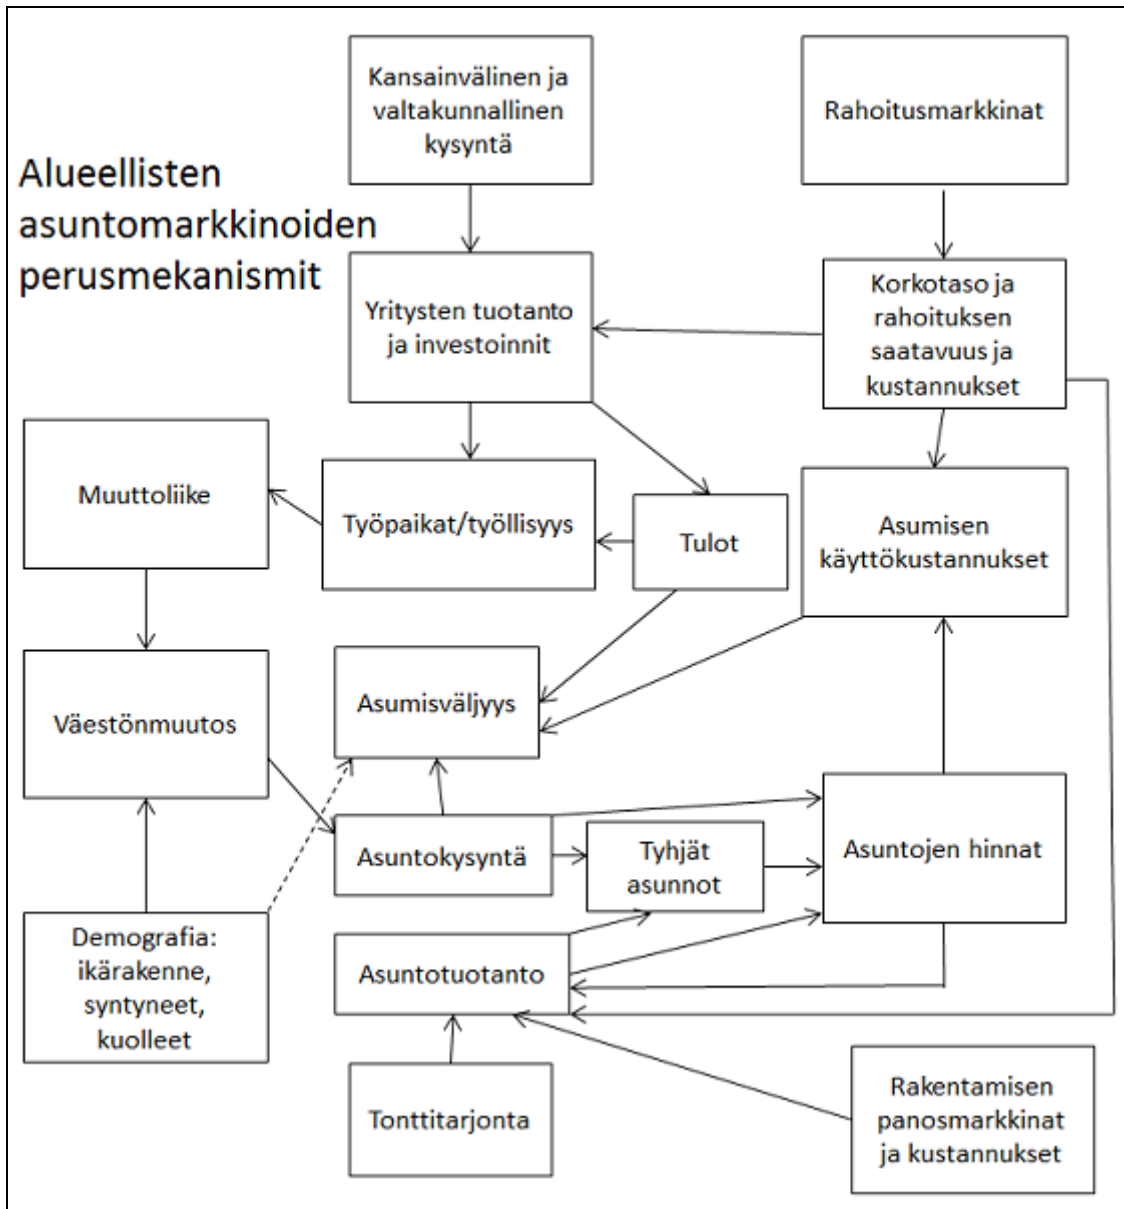 Kansainvälinen ja
valtakunnallinen
kysyntä
Rahoitusmarkkinat
Alueellisten
asuntomarkkinoiden
perusmekanismit
Yritysten tuotanto
ja investoinnit
Korkotaso ja
rahoituksen
saatavuus ja
kustannukset
Muuttoliike
Työpaikat/työllisyys
Tulot
Asumisen
käyttökustannukset
Väestönmuutos
Asumisväljyys
Asuntokysyntä
Tyhjät
asunnot
Asuntojen hinnat
Demografia:
ikärakenne,
syntyneet,
kuolleet
Asuntotuotanto
Tonttitarjonta
Rakentamisen
panosmarkkinat
ja kustannukset